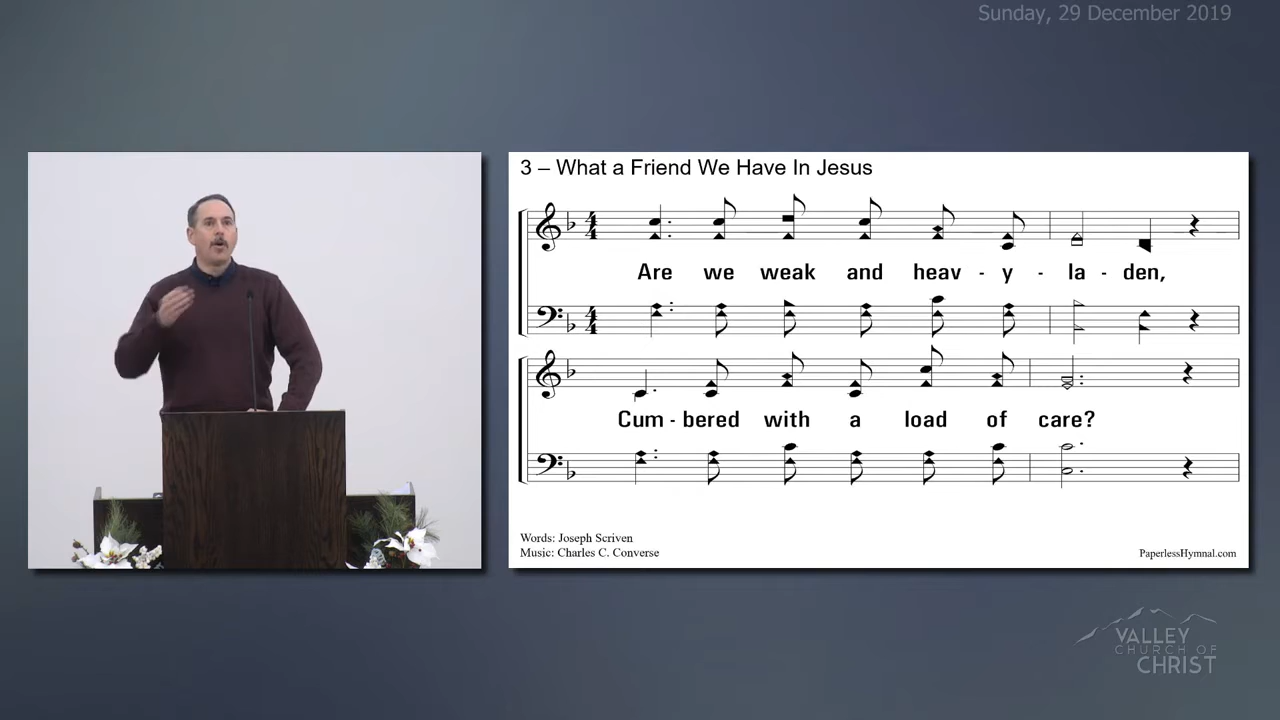 Sunday, 29 December 2019
3 – What a Friend We Have In Jesus
Are we weak and heav - y - la - den,
Cum - bered with a load of care?
Words: Joseph Scriven
Music: Charles C. Converse
PaperlessHymnal.com
VALLEY
CHURCH OF
CHRIST